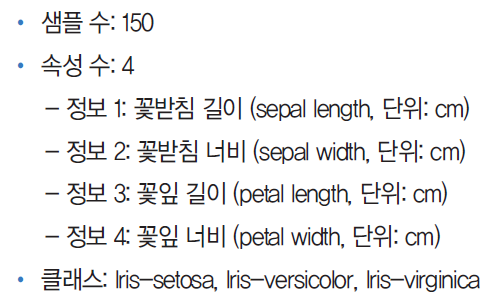 • 샘플 수: 150
• 속성 수: 4
– 정보 1: 꽃받침 길이 (sepal length, 단위: cm)
– 정보 2: 꽃받침 너비 (sepal width, 단위: cm)
– 정보 3: 꽃잎 길이 (petal length, 단위: cm)
– 정보 4: 꽃잎 너비 (petal width, 단위: cm)
• 클래스: Iris-setosa, Iris-versicolor, Iris-virginica